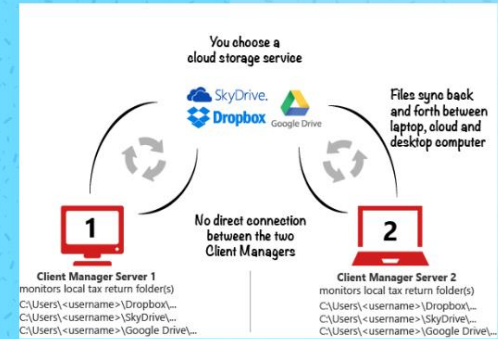 You choose a
cloud storage service
SkyDrive.
Dropbox
Google Drive
Files sync back
and forth between
laptop, cloud and
desktop computer
1
No direct connection
between the two
Client Managers
2
Client Manager Server 1
monitors local tax return folder(s)
C:\Users\<username>\Dropbox\...
C:\Users\<username>\SkyDrive\...
C:\Users\<username>\Google Drive\...
Client Manager Server 2
monitors local tax return folder(s)
C:\Users\<username>\Dropbox\...
C:\Users\<username>\SkyDrive\...
C:\Users\<username>\Google Drive\...